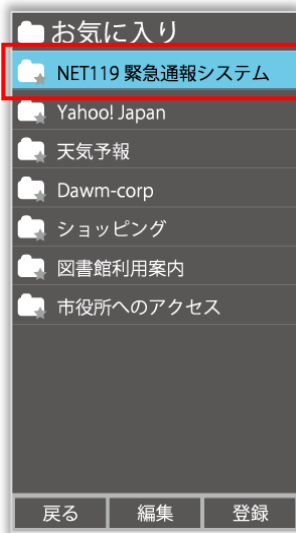 お気に入り
NET119 緊急通報システム
Yahoo! Japan
天気予報
Dawm-corp
ショッピング
図書館利用案内
市役所へのアクセス
戻る 編集 登録